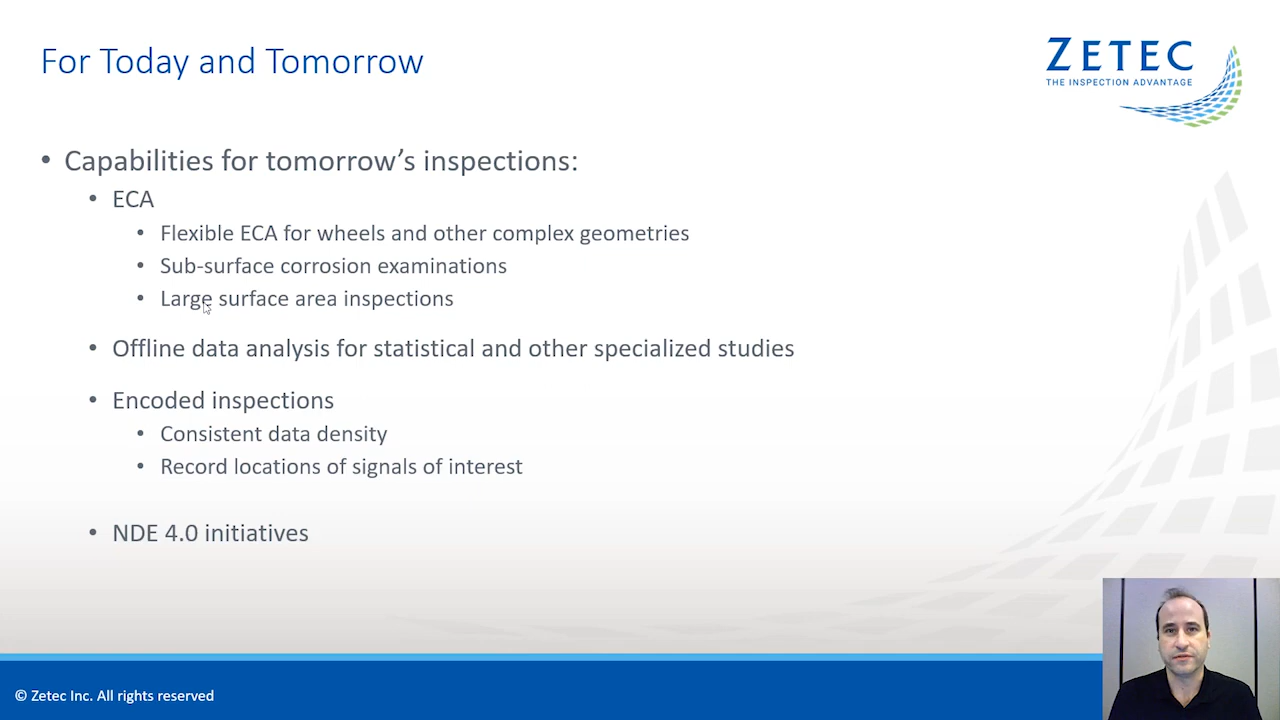 For Today and Tomorrow
ZETEC
THE INSPECTION ADVANTAGE
• Capabilities for tomorrow’s inspections:
• ECA
• Flexible ECA for wheels and other complex geometries
• Sub-surface corrosion examinations
• Large surface area inspections
• Offline data analysis for statistical and other specialized studies
• Encoded inspections
• Consistent data density
• Record locations of signals of interest
• NDE 4.0 initiatives
© Zetec Inc. All rights reserved